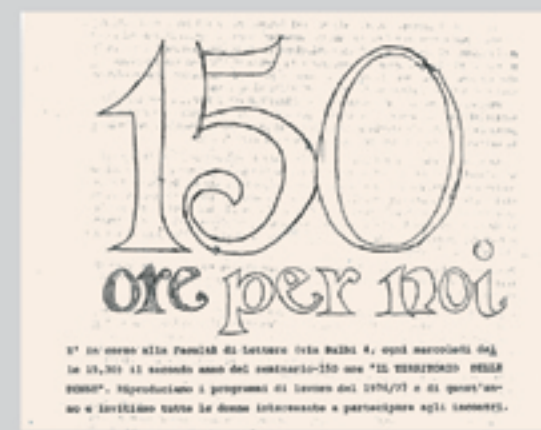 150
ore per noi
E' in corso alla Facoltà di Lettere (via Balbi 4, ogni mercoledì dal
le 15,30) il secondo anno del seminario-150 ore "IL TERRITORIO DELLE
DONNE". Riproduciamo i programmi di lavoro del 1976/77 e di quest'an-
no e invitiamo tutte le donne interessate a partecipare agli incontri.